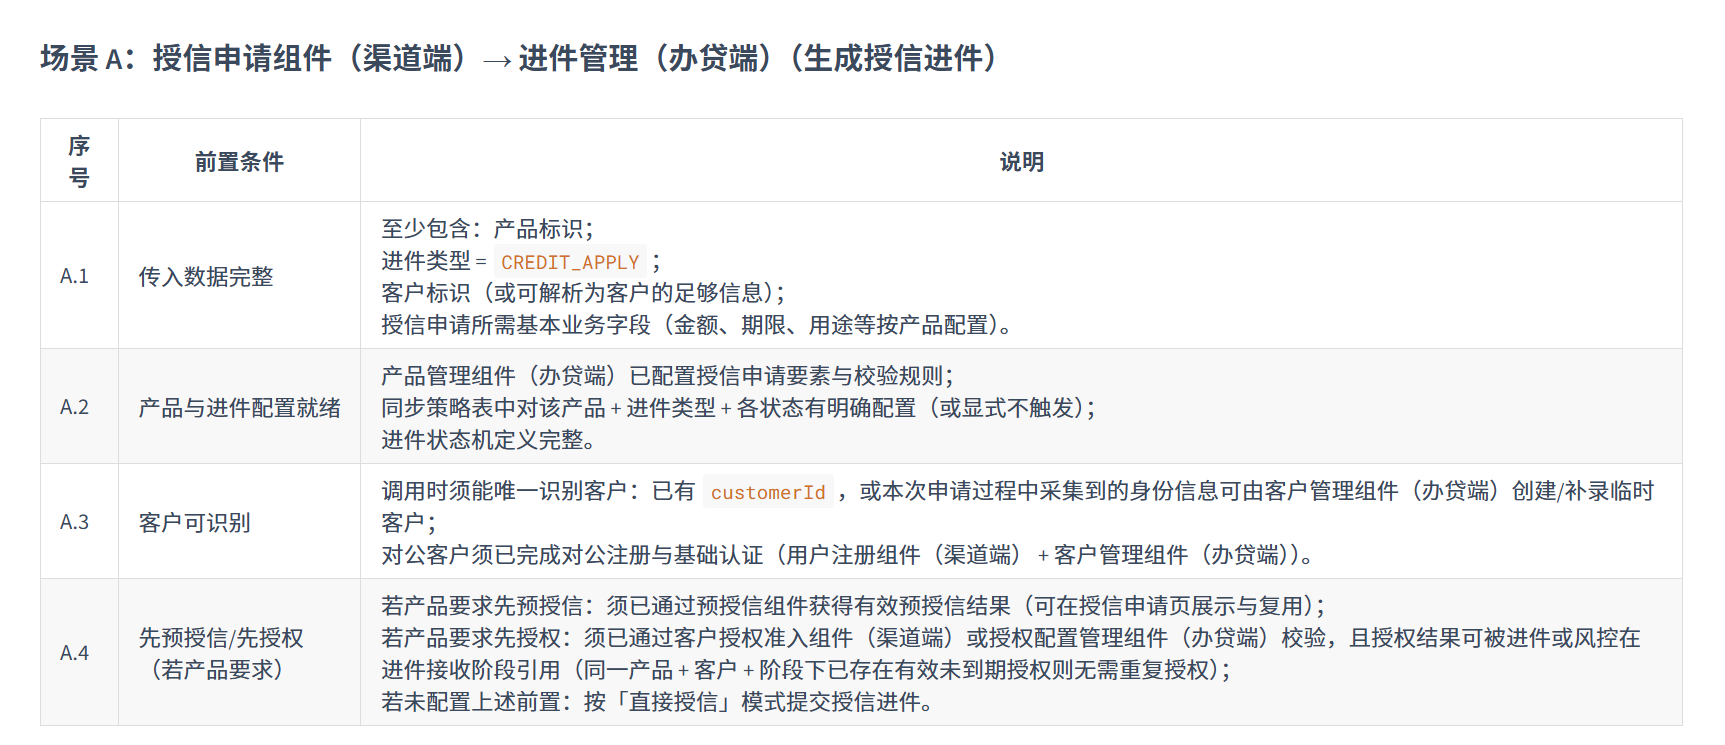 场景 A：授信申请组件（渠道端）→ 进件管理（办贷端）（生成授信进件）
序
号
前置条件
说明
A.1
传入数据完整
至少包含：产品标识；
进件类型 = CREDIT_APPLY ；
客户标识（或可解析为客户的足够信息）；
授信申请所需基本业务字段（金额、期限、用途等按产品配置）。
A.2
产品与进件配置就绪
产品管理组件（办贷端）已配置授信申请要素与校验规则；
同步策略表中对该产品 + 进件类型 + 各状态有明确配置（或显式不触发）；
进件状态机定义完整。
A.3
客户可识别
调用时须能唯一识别客户：已有 customerId ，或本次申请过程中采集到的身份信息可由客户管理组件（办贷端）创建/补录临时
客户；
对公客户须已完成对公注册与基础认证（用户注册组件（渠道端） + 客户管理组件（办贷端））。
A.4
先预授信/先授权
（若产品要求）
若产品要求先预授信：须已通过预授信组件获得有效预授信结果（可在授信申请页展示与复用）；
若产品要求先授权：须已通过客户授权准入组件（渠道端）或授权配置管理组件（办贷端）校验，且授权结果可被进件或风控在
进件接收阶段引用（同一产品 + 客户 + 阶段下已存在有效未到期授权则无需重复授权）；
若未配置上述前置：按「直接授信」模式提交授信进件。